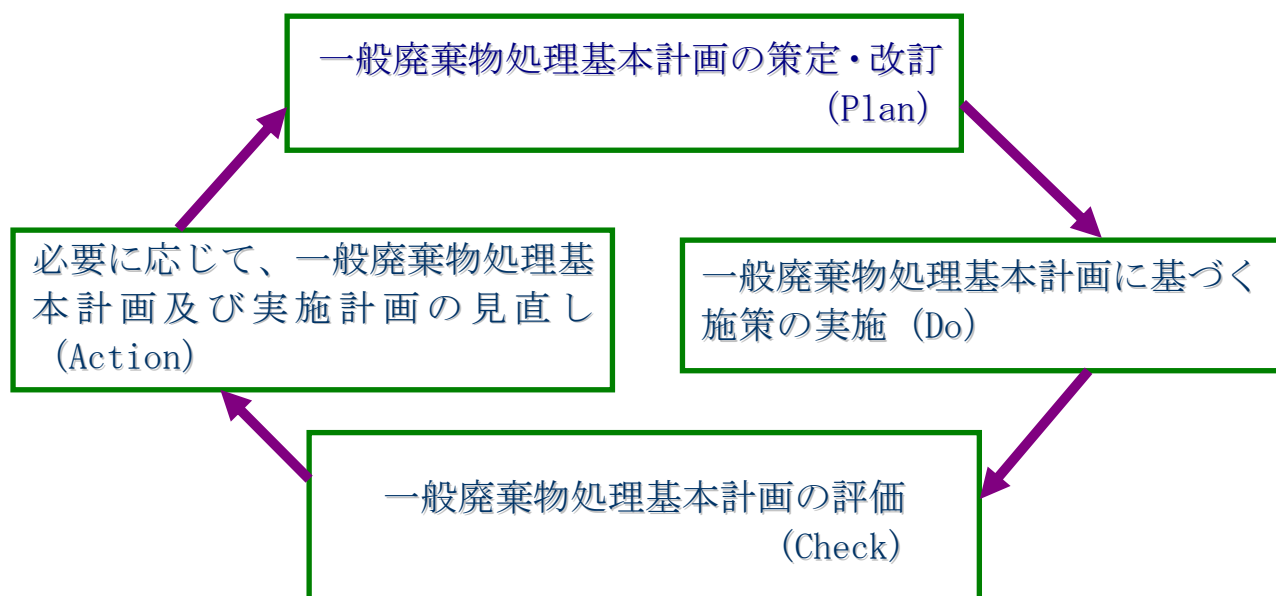 一般廃棄物処理基本計画の策定・改訂
(Plan)
必要に応じて、一般廃棄物処理基
本計画及び実施計画の見直し
(Action)
一般廃棄物処理基本計画に基づく
施策の実施 (Do)
一般廃棄物処理基本計画の評価
(Check)